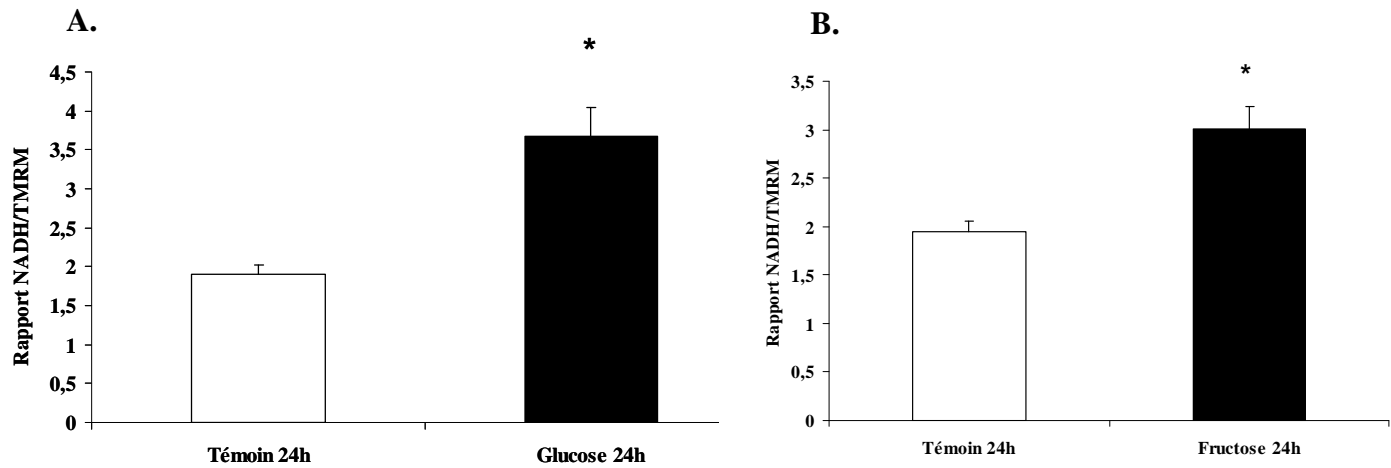 A.
*
4,5
4
3,5
3
2,5
2
1,5
1
0,5
0
Rapport NADH/TMRM
Témoin 24h
Glucose 24h
B.
*
3,5
3
2,5
2
1,5
1
0,5
0
Rapport NADH/TMRM
Témoin 24h
Fructose 24h